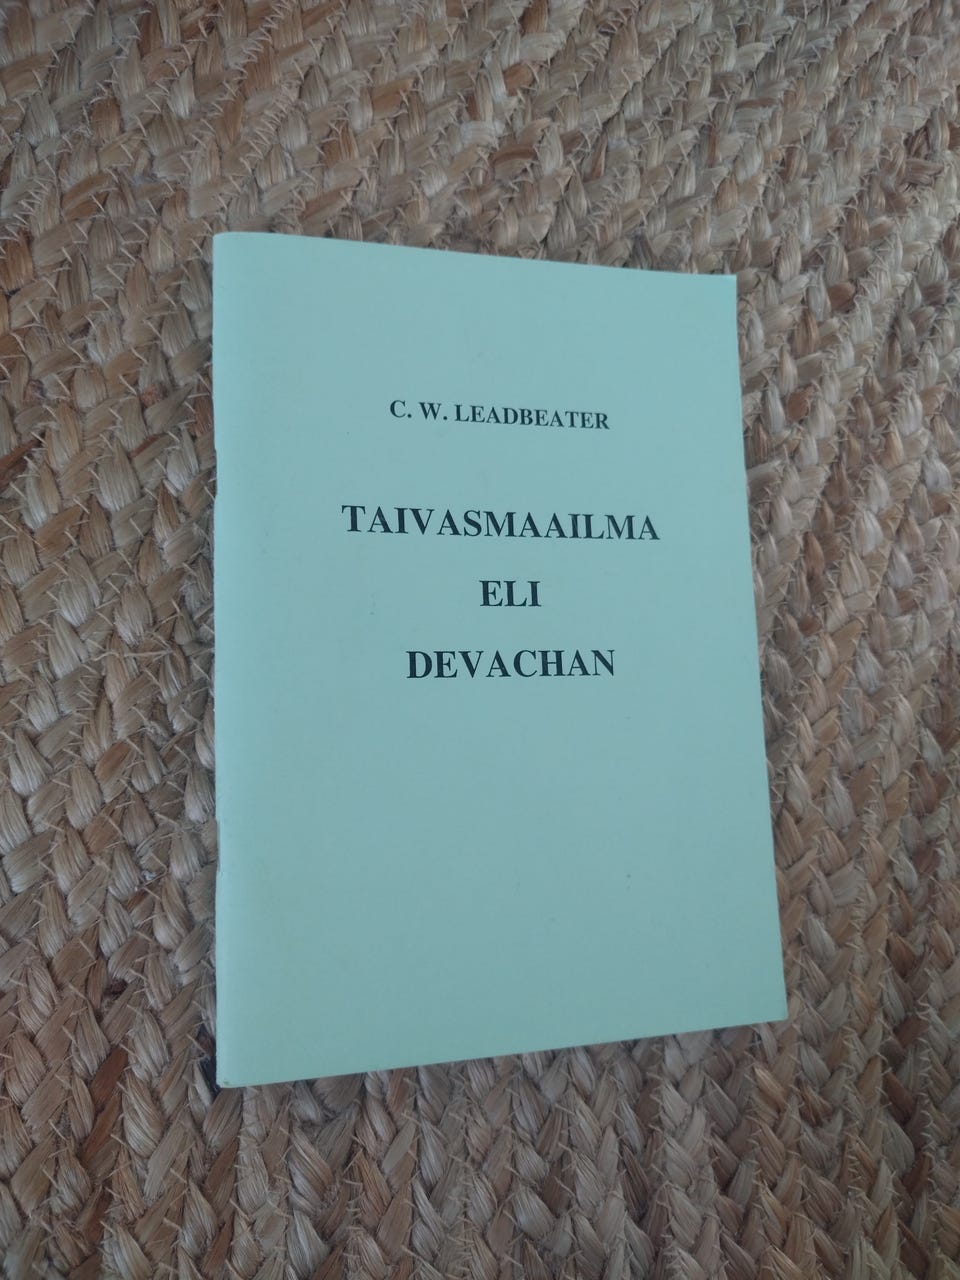 C. W. LEADBEATER
TAIVASMAAILMA
ELI
DEVACHAN